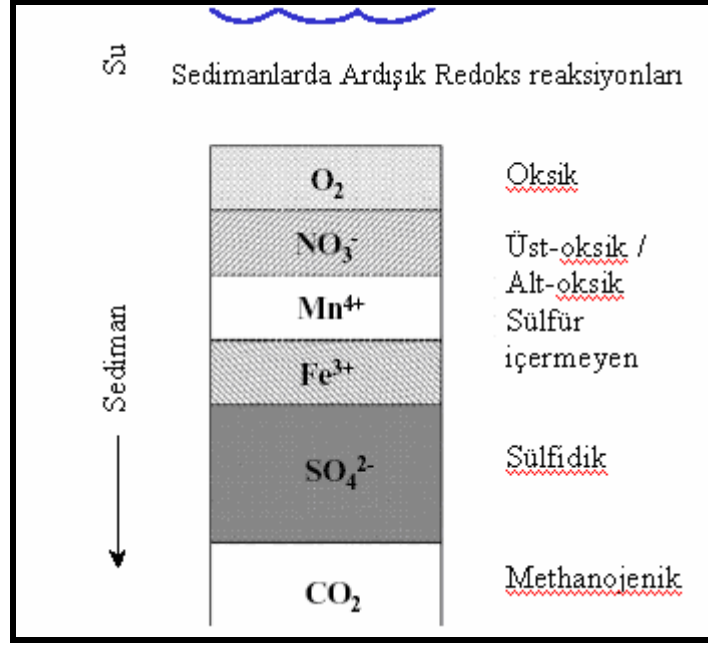 Su
Sedimanlarda Ardışık Redoks reaksiyonları
O₂
Oksik
NO₃⁻
Üst-oksik /
Alt-oksik
Sülfür
içermeyen
Mn⁴⁺
Fe³⁺
Sediman
SO₄²⁻
Sülfidik
CO₂
Methanojenik